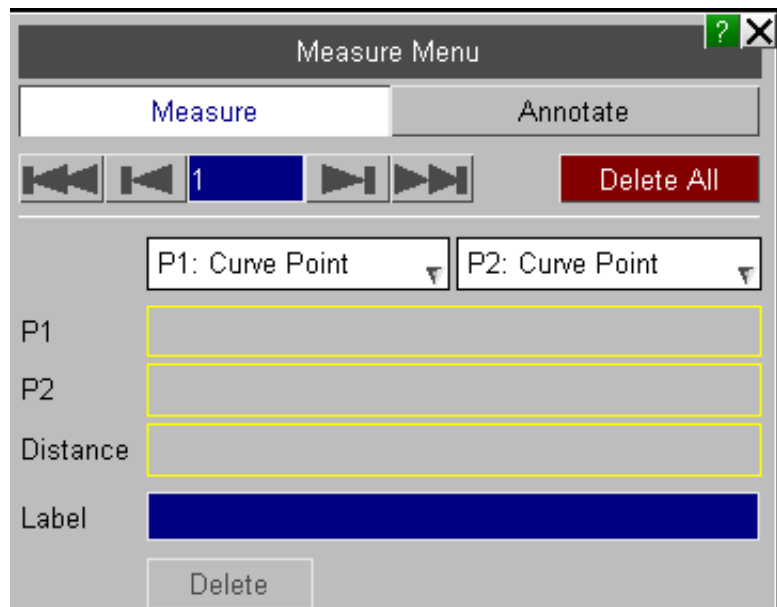 ?
Measure Menu
Measure Annotate
1 Delete All
P1: Curve Point P2: Curve Point
P1
P2
Distance
Label
Delete